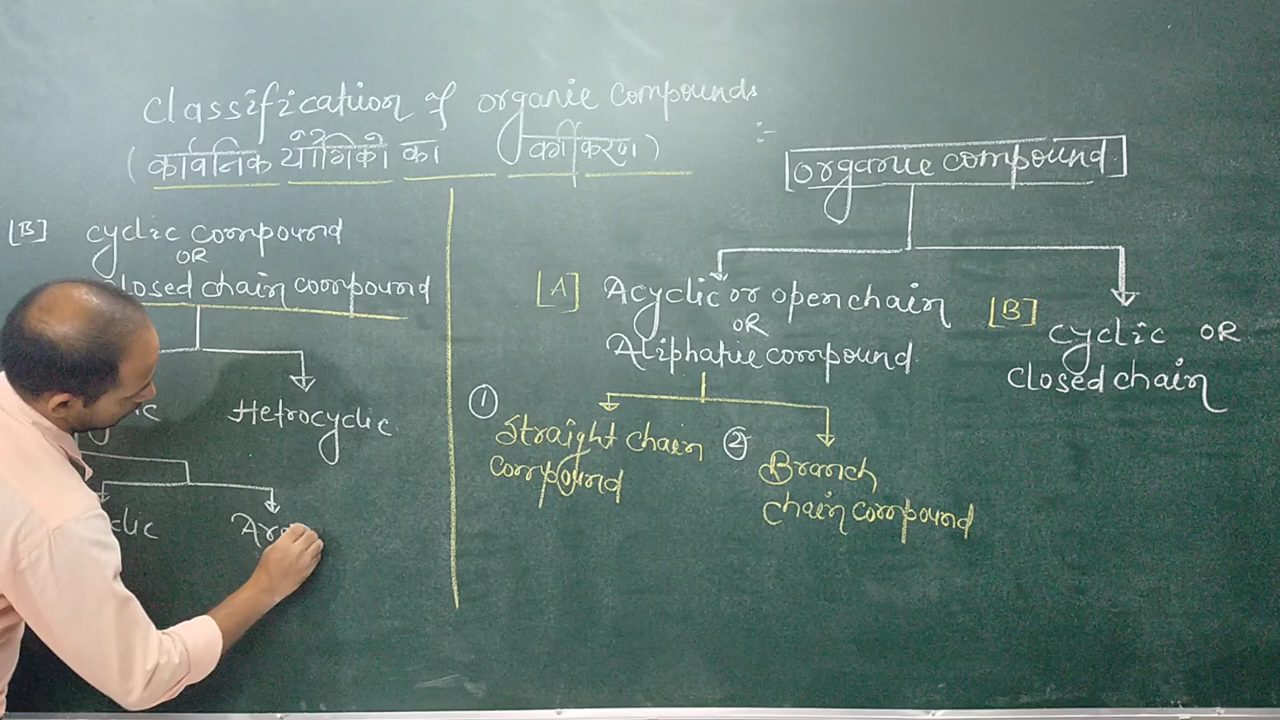 Classification of organic compounds :-
(कार्बनिक यौगिको का वर्गीकरण)
[B] cyclic compound
OR
closed chain compound
Hetrocyclic
organic compound
[A] Acyclic or open chain
OR
Aliphatic compound
[B] cyclic OR
closed chain
① Straight chain
compound
② Branch
chain compound